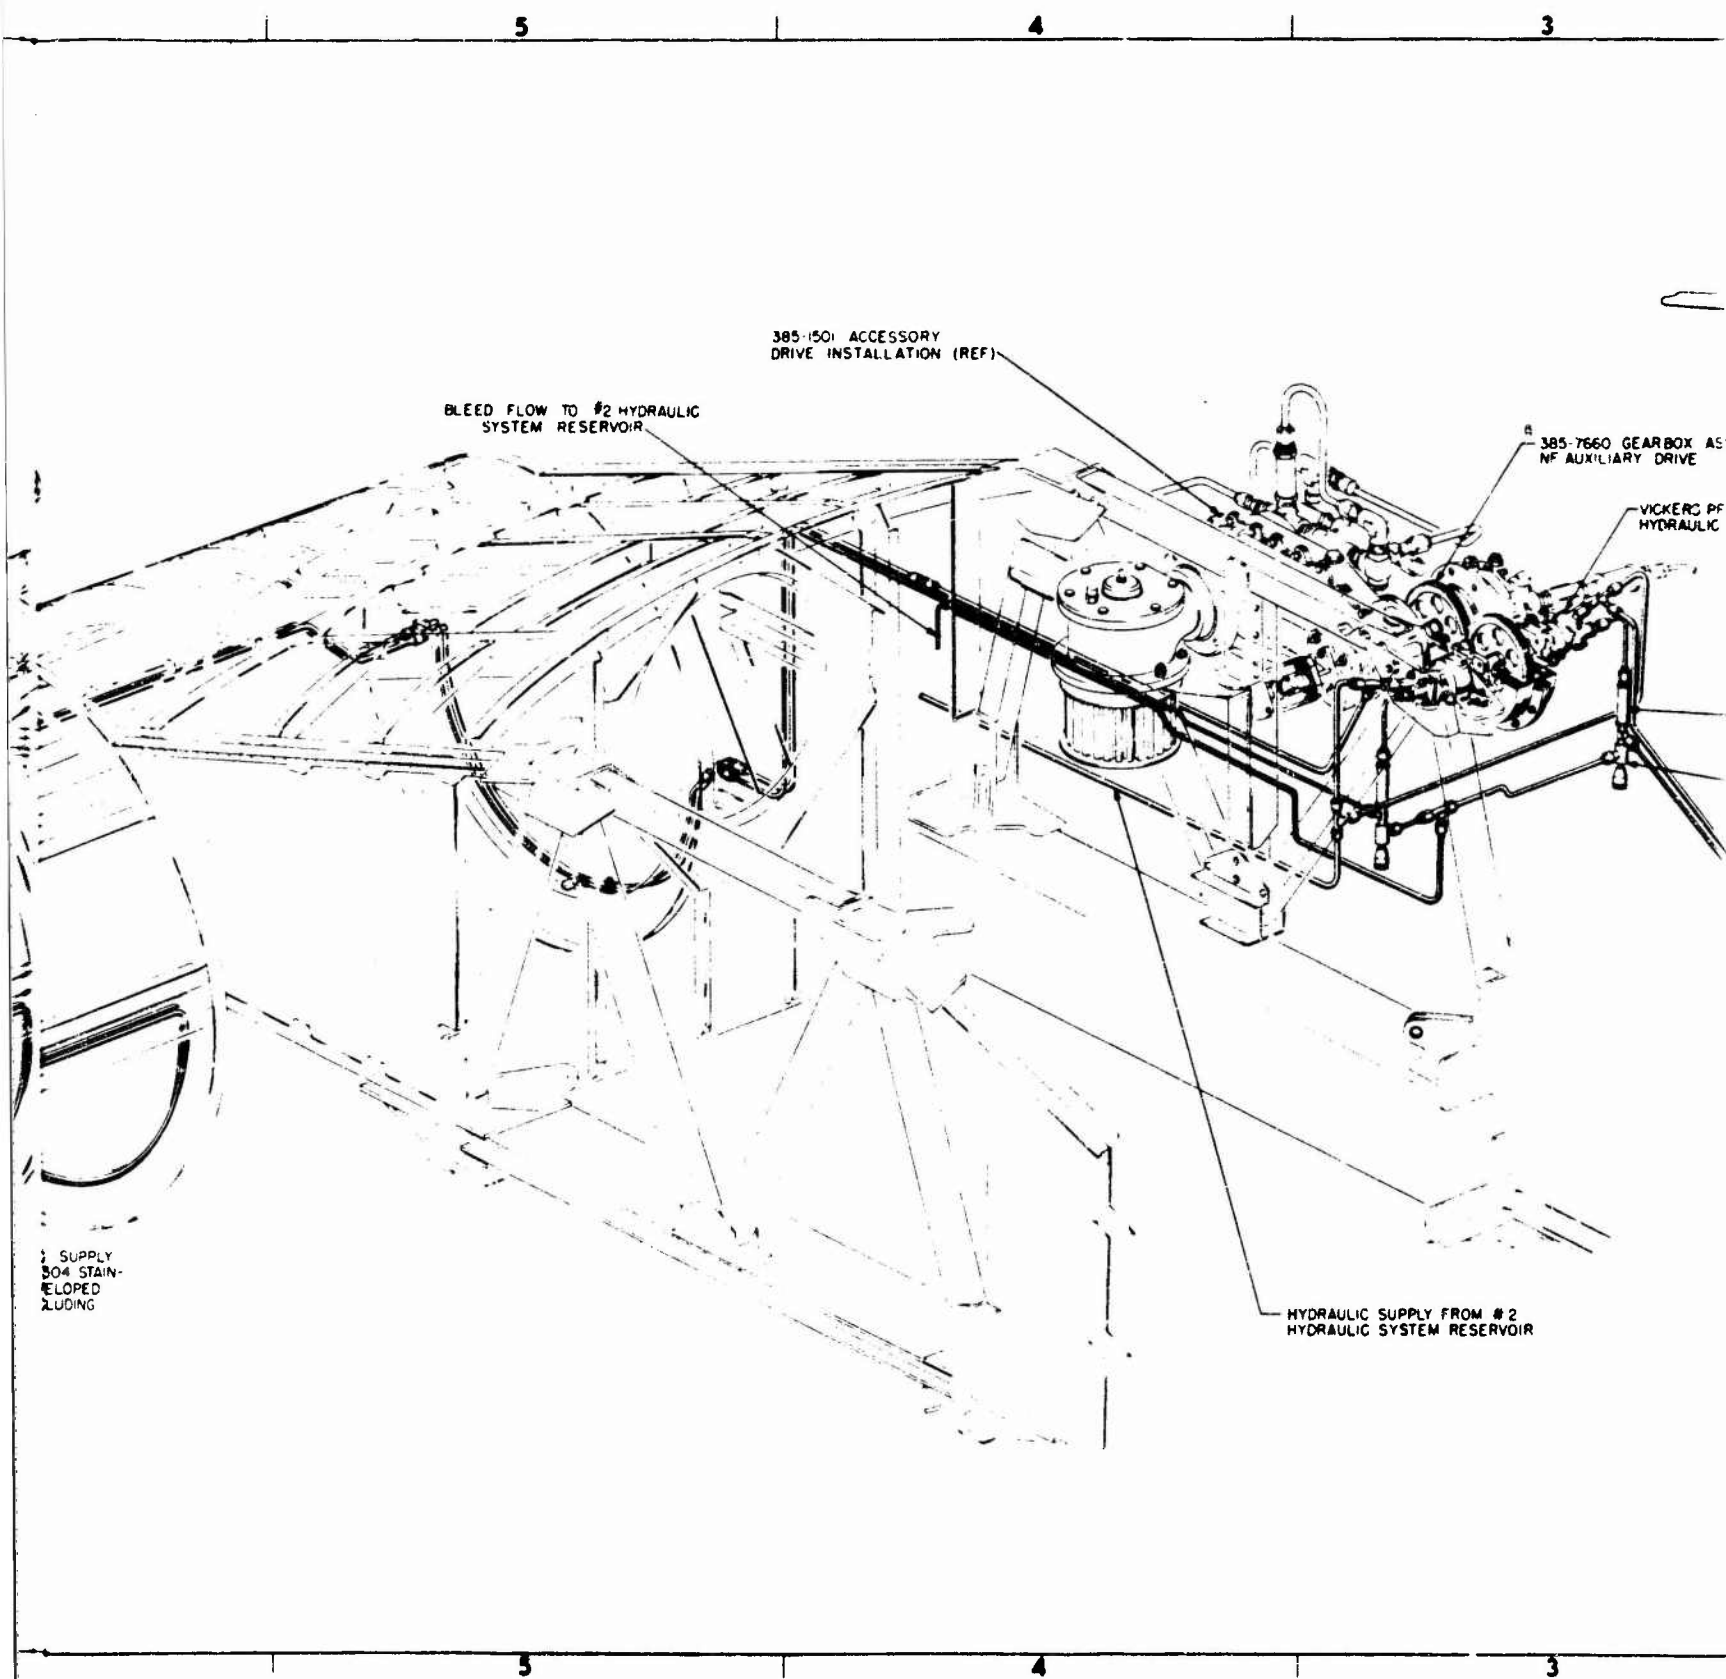 5 4 3
385-1501 ACCESSORY
DRIVE INSTALLATION (REF)
BLEED FLOW TO #2 HYDRAULIC
SYSTEM RESERVOIR
385-7660 GEARBOX AS
NF AUXILIARY DRIVE
VICKERS PF
HYDRAULIC
SUPPLY
304 STAIN-
ELOPED
LUDING
HYDRAULIC SUPPLY FROM #2
HYDRAULIC SYSTEM RESERVOIR
5 4 3